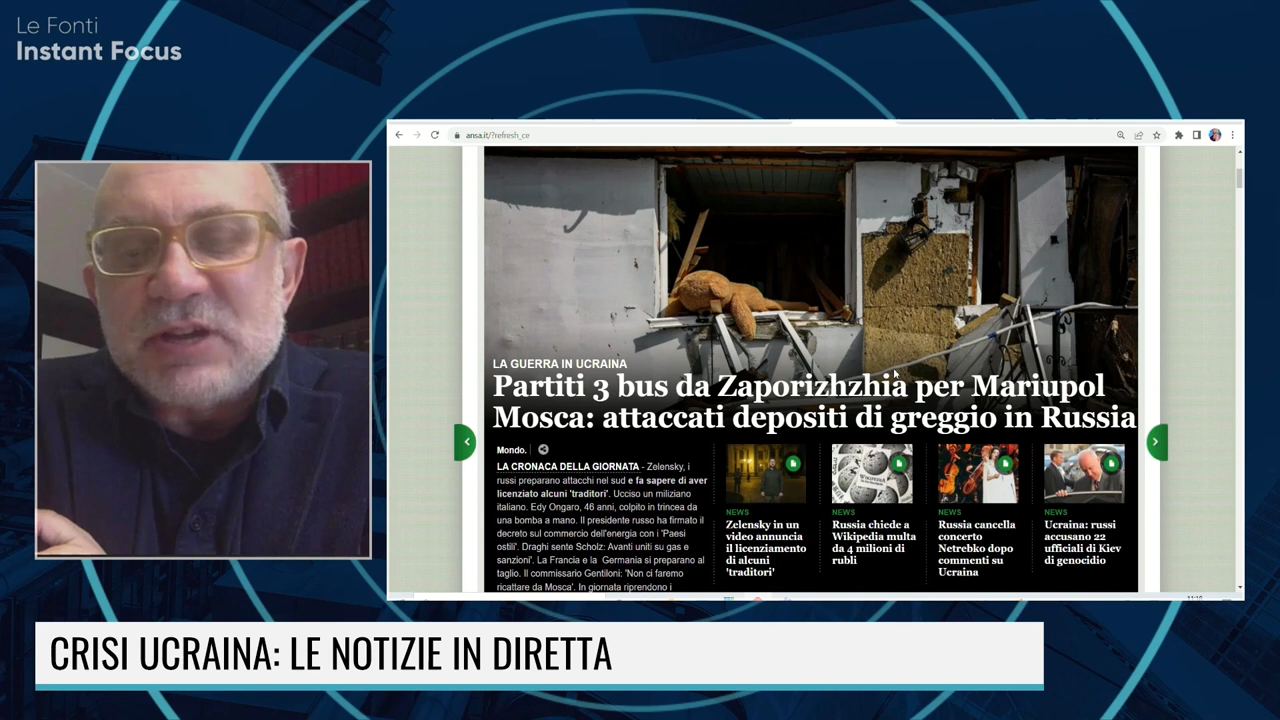 Le Fonti
Instant Focus
ansa.it/?refresh_ce
LA GUERRA IN UCRAINA
Partiti 3 bus da Zaporizhzhia per Mariupol
Mosca: attaccati depositi di greggio in Russia
Mondo.
LA CRONACA DELLA GIORNATA - Zelensky, i
russi preparano attacchi nel sud e fa sapere di aver
licenziato alcuni 'traditori'. Ucciso un miliziano
italiano. Edy Ongaro, 46 anni, colpito in trincea da
una bomba a mano. Il presidente russo ha firmato il
decreto sul commercio dell'energia con i 'Paesi
ostili'. Draghi sente Scholz: Avanti uniti su gas e
sanzioni'. La Francia e la Germania si preparano al
taglio. Il commissario Gentiloni: 'Non ci faremo
ricattare da Mosca'. In giornata riprendono i
NEWS
Zelensky in un
video annuncia
il licenziamento
di alcuni
'traditori'
WIKIPEDIA
NEWS
Russia chiede a
Wikipedia multa
da 4 milioni di
rubli
NEWS
Russia cancella
concerto
Netrebko dopo
commenti su
Ucraina
NEWS
Ucraina: russi
accusano 22
ufficiali di Kiev
di genocidio
CRISI UCRAINA: LE NOTIZIE IN DIRETTA